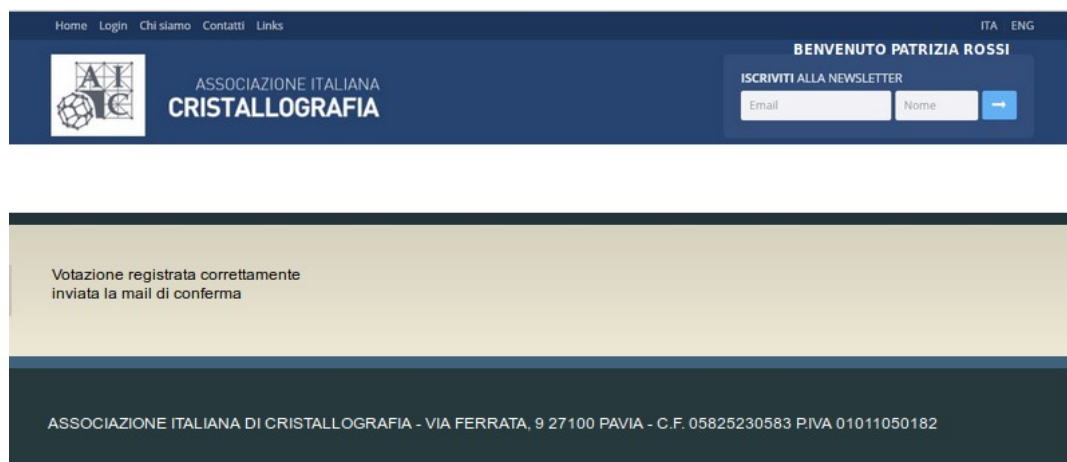 Home Login Chi siamo Contatti Links
ITA ENG
BENVENUTO PATRIZIA ROSSI
AIC
ASSOCIAZIONE ITALIANA
CRISTALLOGRAFIA
ISCRIVITI ALLA NEWSLETTER
Email Nome
Votazione registrata correttamente
inviata la mail di conferma
ASSOCIAZIONE ITALIANA DI CRISTALLOGRAFIA - VIA FERRATA, 9 27100 PAVIA - C.F. 05825230583 P.IVA 01011050182